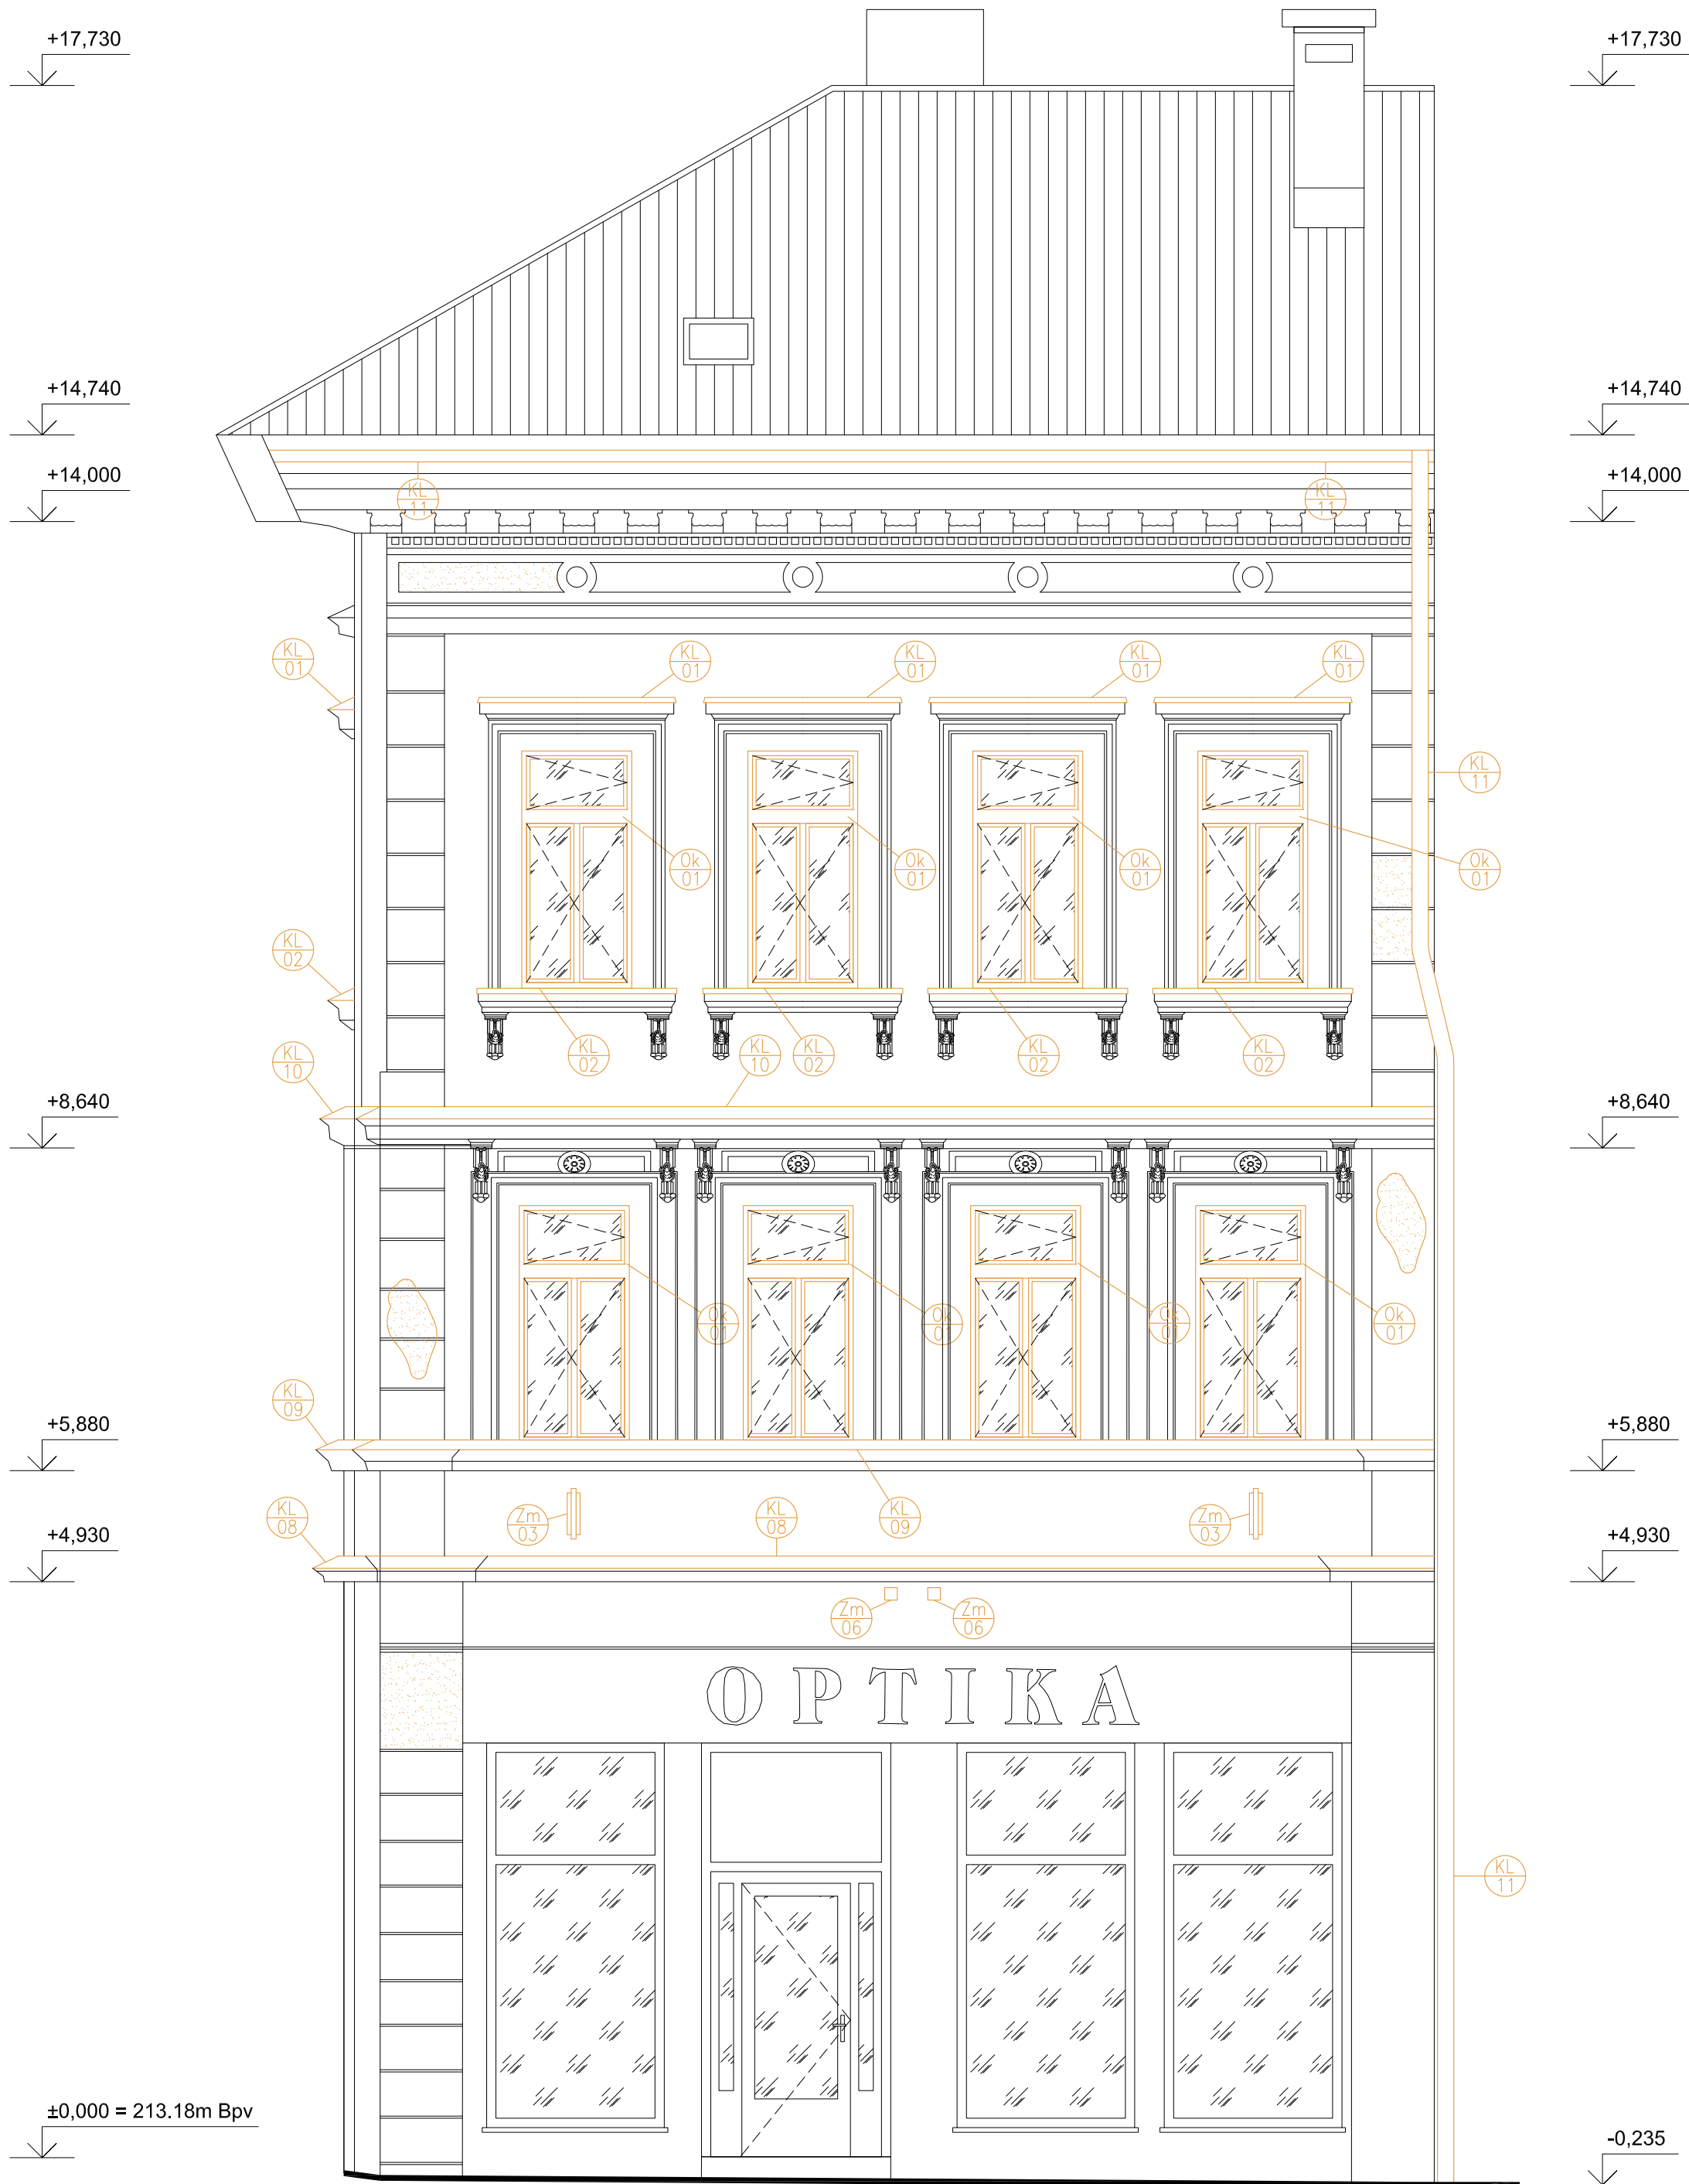 +17,730
+17,730
+14,740
+14,740
+14,000
+14,000
KL
11
KL
11
KL
01
KL
01
KL
01
KL
01
KL
01
KL
11
Ok
01
Ok
01
Ok
01
Ok
01
KL
02
KL
02
KL
10
KL
02
KL
02
KL
02
KL
10
+8,640
+8,640
Ok
01
Ok
01
Ok
01
Ok
01
KL
09
+5,880
+5,880
KL
08
Zm
03
KL
08
KL
09
Zm
03
+4,930
+4,930
Zm
06
Zm
06
OPTIKA
KL
11
±0,000 = 213.18m Bpv
-0,235